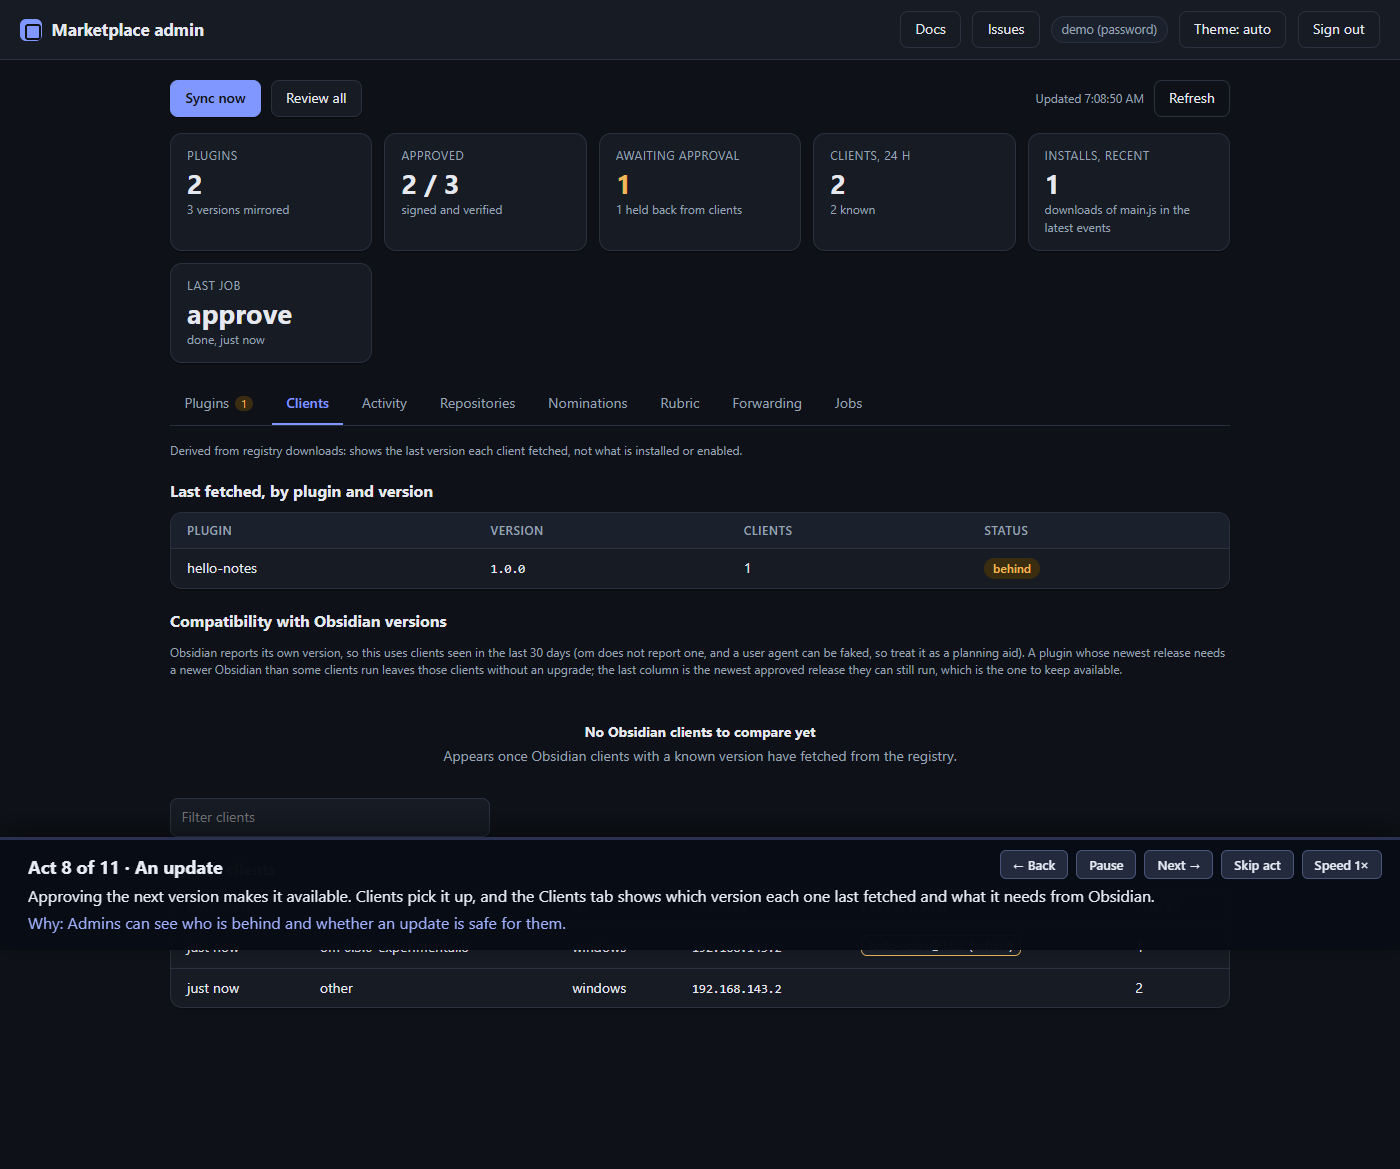 Marketplace admin
Docs
Issues
demo (password)
Theme: auto
Sign out
Sync now
Review all
Updated 7:08:50 AM
Refresh
PLUGINS
2
3 versions mirrored
APPROVED
2 / 3
signed and verified
AWAITING APPROVAL
1
1 held back from clients
CLIENTS, 24 H
2
2 known
INSTALLS, RECENT
1
downloads of main.js in the
latest events
LAST JOB
approve
done, just now
Plugins 1
Clients
Activity
Repositories
Nominations
Rubric
Forwarding
Jobs
Derived from registry downloads: shows the last version each client fetched, not what is installed or enabled.
Last fetched, by plugin and version
PLUGIN VERSION CLIENTS STATUS
hello-notes 1.0.0 1 behind
Compatibility with Obsidian versions
Obsidian reports its own version, so this uses clients seen in the last 30 days (om does not report one, and a user agent can be faked, so treat it as a planning aid). A plugin whose newest release needs
a newer Obsidian than some clients run leaves those clients without an upgrade; the last column is the newest approved release they can still run, which is the one to keep available.
No Obsidian clients to compare yet
Appears once Obsidian clients with a known version have fetched from the registry.
Filter clients
Act 8 of 11 · An update
← Back
Pause
Next →
Skip act
Speed 1×
Approving the next version makes it available. Clients pick it up, and the Clients tab shows which version each one last fetched and what it needs from Obsidian.
Why: Admins can see who is behind and whether an update is safe for them.
just now windows 192.168.143.2
just now other windows 192.168.143.2 2